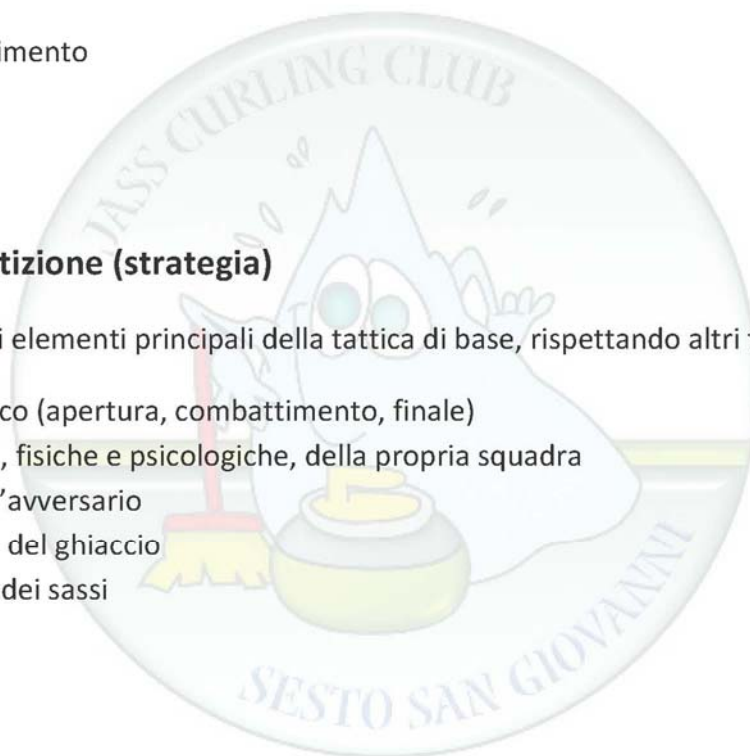 imento
JASS CURLING CLUB
tizione (strategia)
i elementi principali della tattica di base, rispettando altri
co (apertura, combattimento, finale)
, fisiche e psicologiche, della propria squadra
'avversario
del ghiaccio
dei sassi
SESTO SAN GIOVANNI